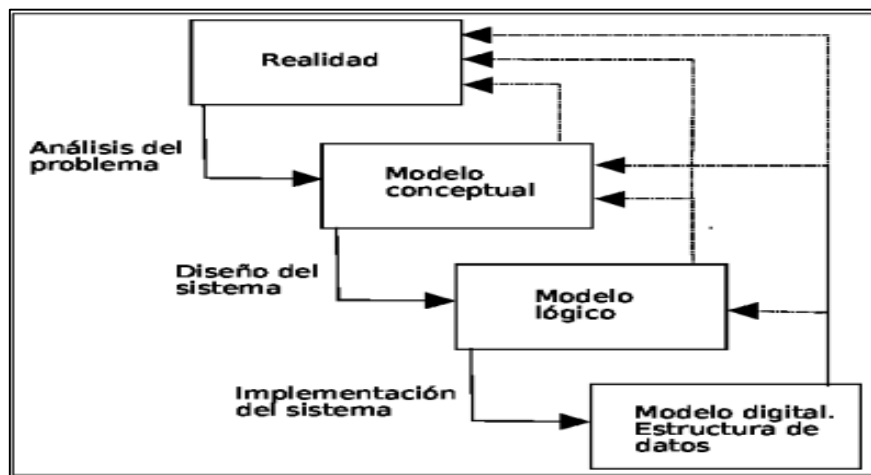 Realidad
Análisis del
problema
Modelo
conceptual
Diseño del
sistema
Modelo
lógico
Implementación
del sistema
Modelo digital.
Estructura de
datos